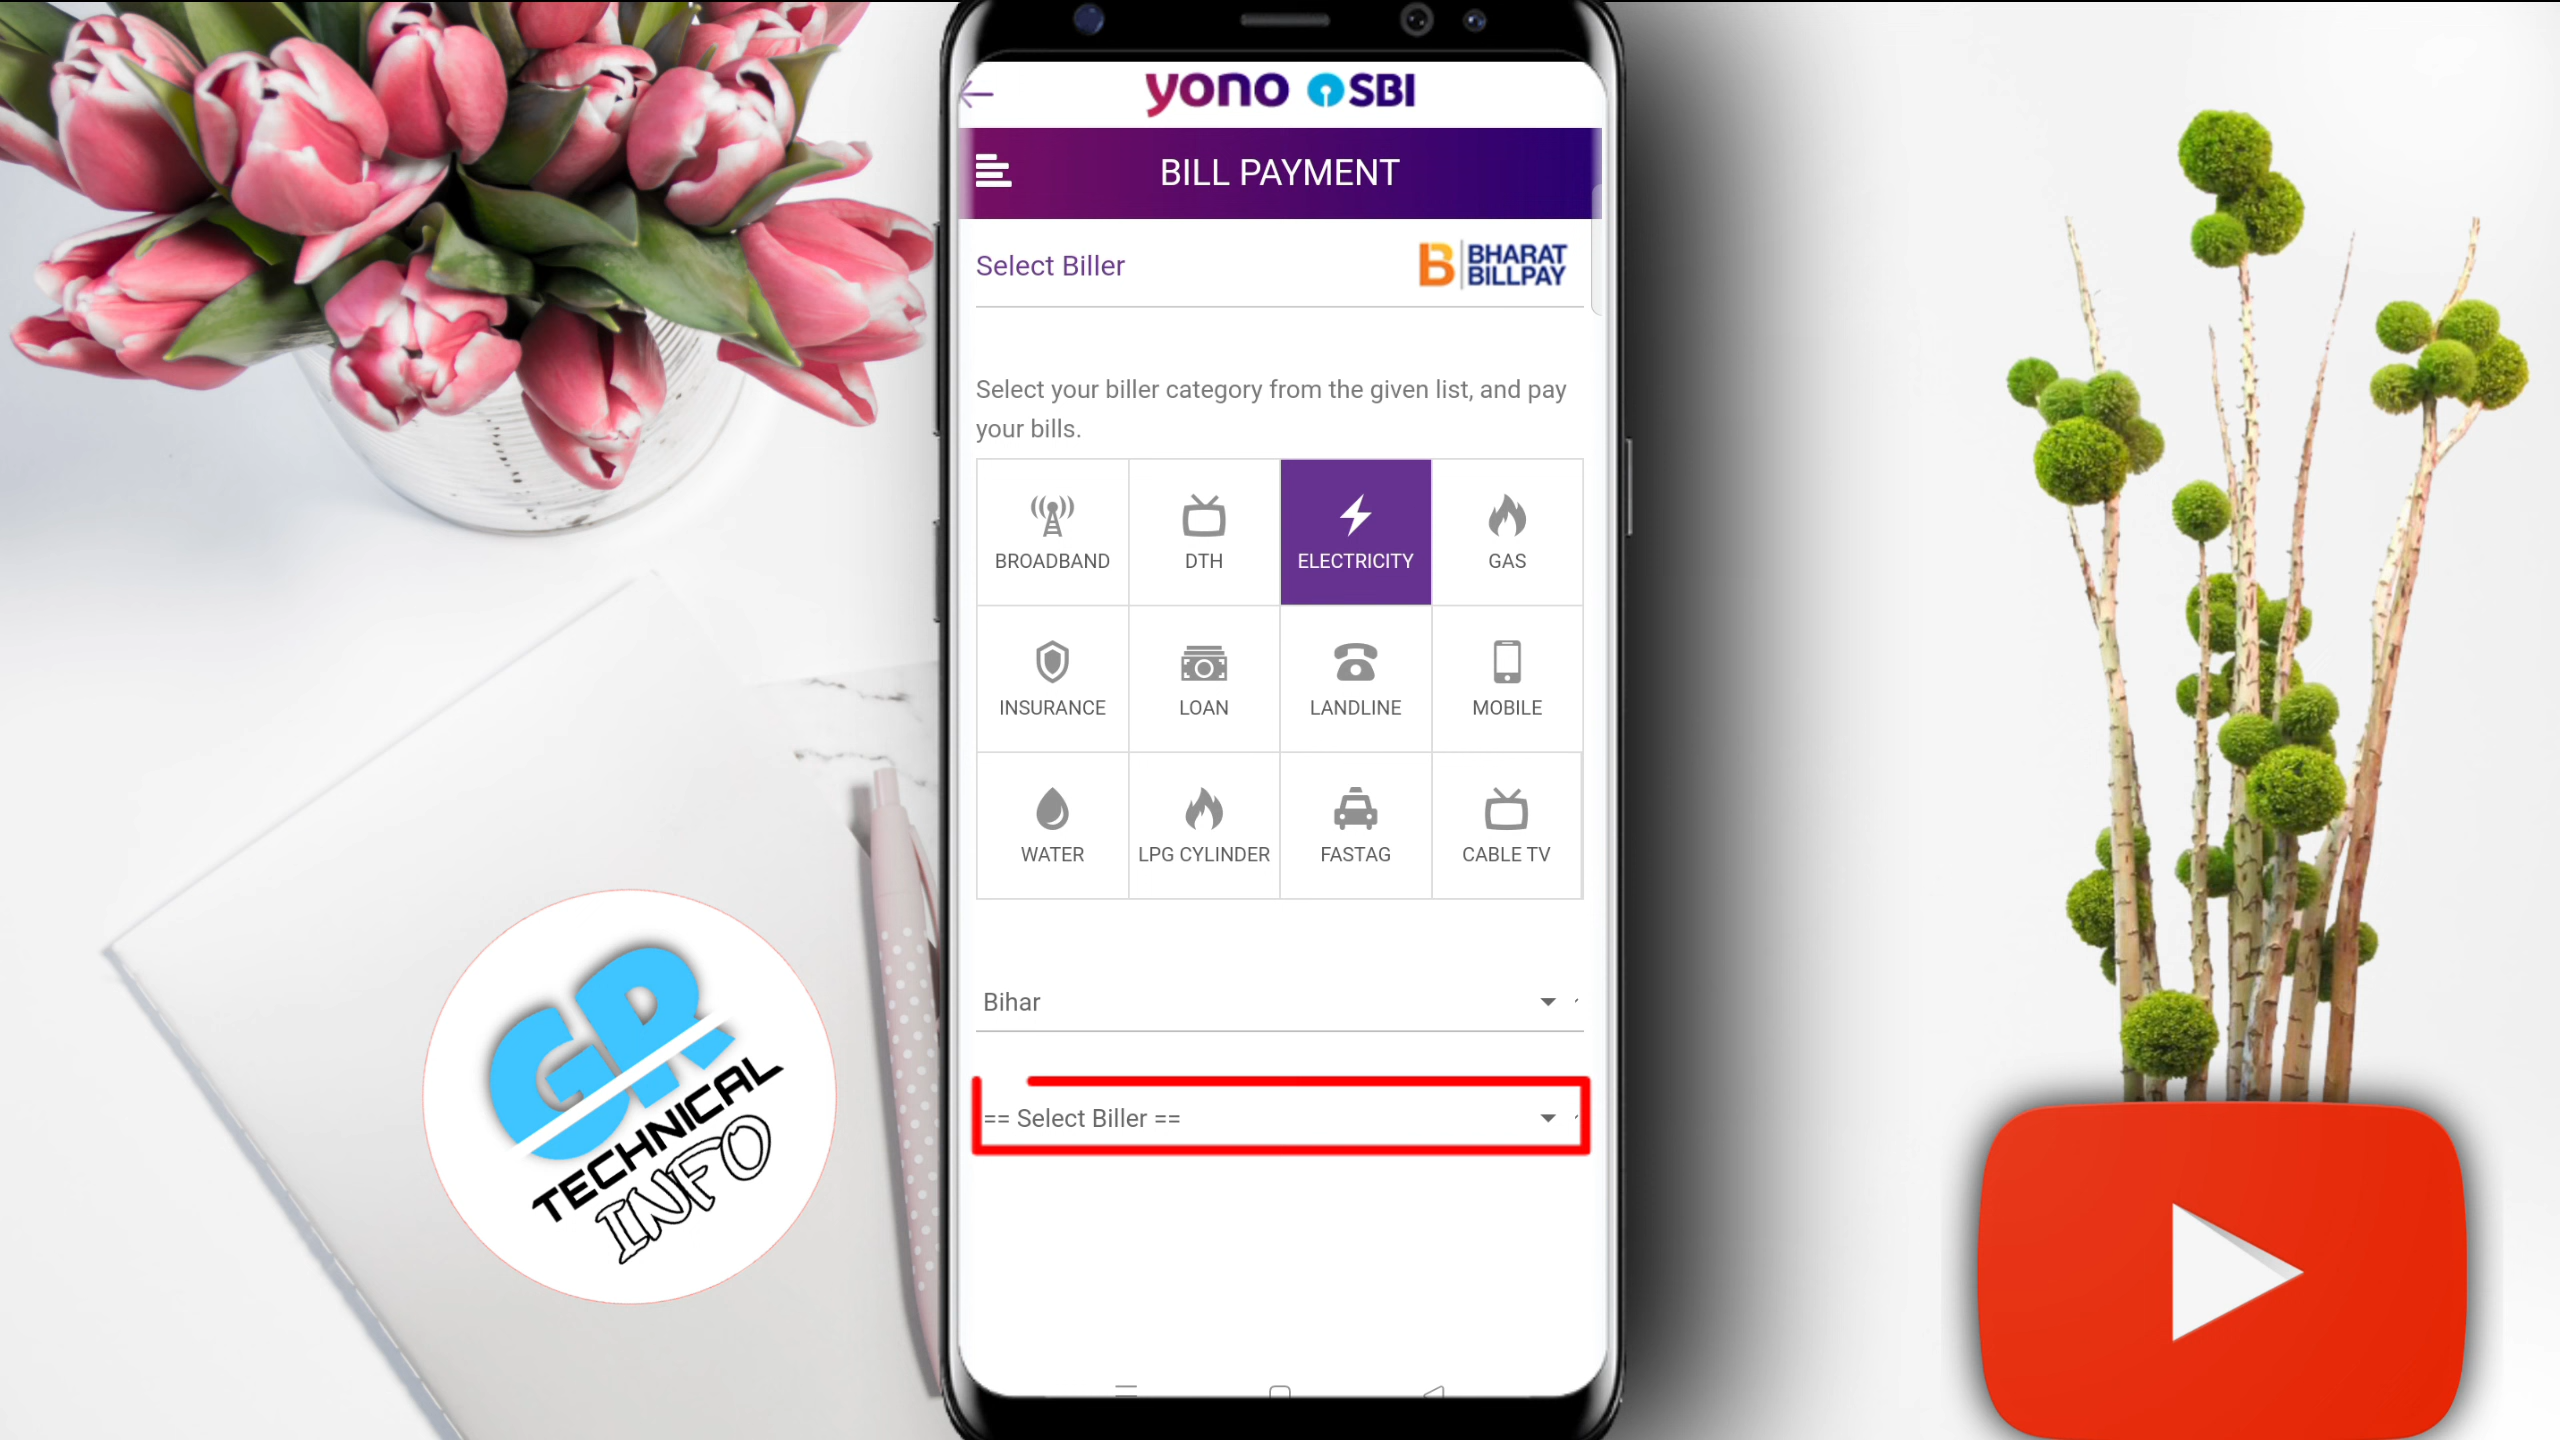 yono SBI
BILL PAYMENT
Select Biller
BHARAT
BILLPAY
Select your biller category from the given list, and pay
your bills.
BROADBAND
DTH
ELECTRICITY
GAS
INSURANCE
LOAN
LANDLINE
MOBILE
WATER
LPG CYLINDER
FASTAG
CABLE TV
Bihar
== Select Biller ==
GR
TECHNICAL
INFO